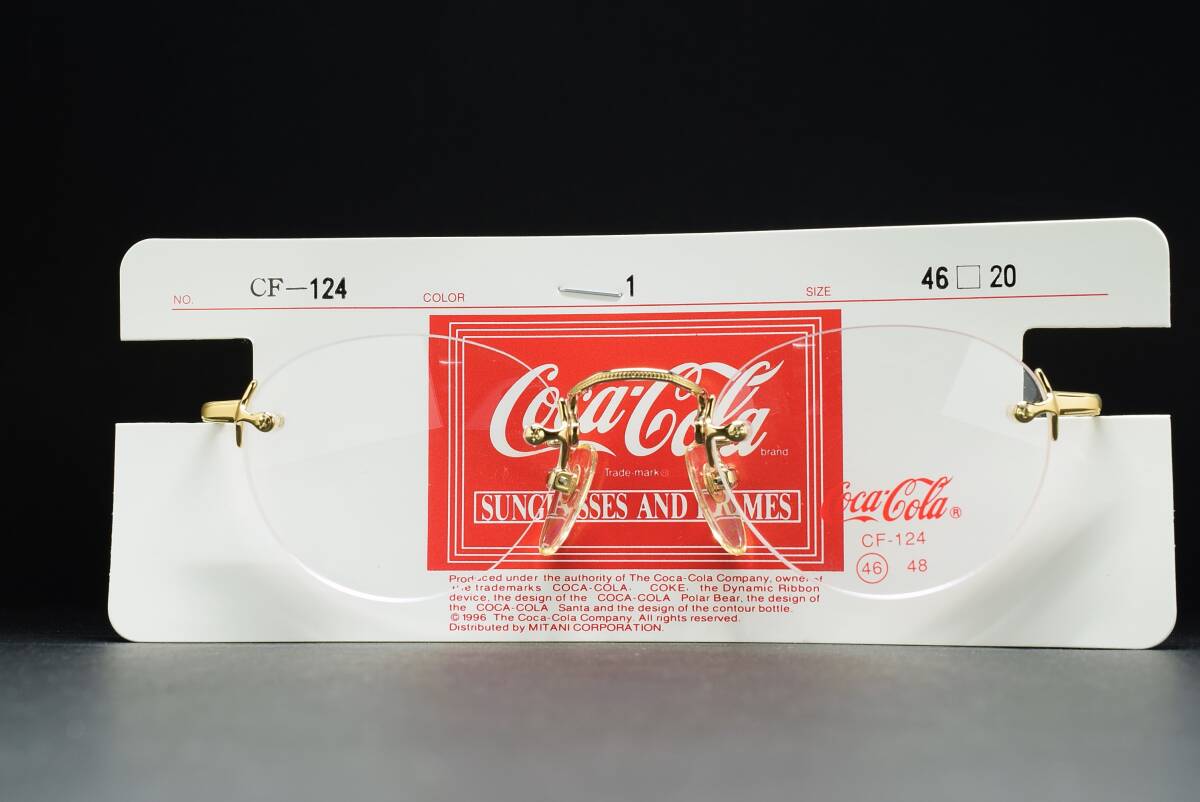 NO. CF-124 COLOR 1 SIZE 46□20
Coca-Cola
brand
Trade-mark®
SUNGLASSES AND FRAMES
Coca-Cola®
CF-124
46 48
Produced under the authority of The Coca-Cola Company, owner of
the trademarks COCA-COLA, COKE, the Dynamic Ribbon
device, the design of the COCA-COLA Polar Bear, the design of
the COCA-COLA Santa and the design of the contour bottle.
© 1996 The Coca-Cola Company. All rights reserved.
Distributed by MITANI CORPORATION.